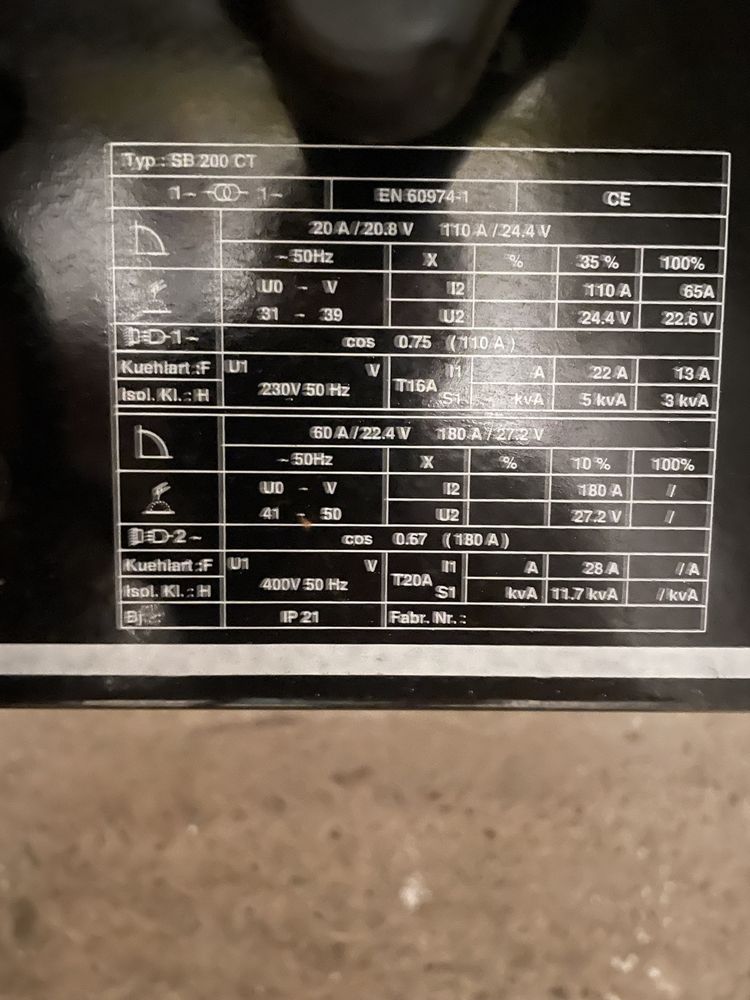 Typ : SB 200 CT
1~ 1~ EN 60974-1 CE
20 A / 20.8 V 110 A / 24.4 V
~ 50Hz X % 35 % 100%
U0 ~ V I2 110 A 65A
31 ~ 39 U2 24.4 V 22.6 V
1~ cos 0.75 ( 110 A )
Kuehlart :F U1 V T16A I1 A 22 A 13 A
Isol. Kl. : H 230V 50 Hz S1 kvA 5 kvA 3 kvA
60 A / 22.4 V 180 A / 27.2 V
~ 50Hz X % 10 % 100%
U0 ~ V I2 180 A /
41 ~ 50 U2 27.2 V /
2~ cos 0.67 ( 180 A )
Kuehlart :F U1 V T20A I1 A 28 A / A
Isol. Kl. : H 400V 50 Hz S1 kvA 11.7 kvA / kvA
Bj. : IP 21 Fabr. Nr. :